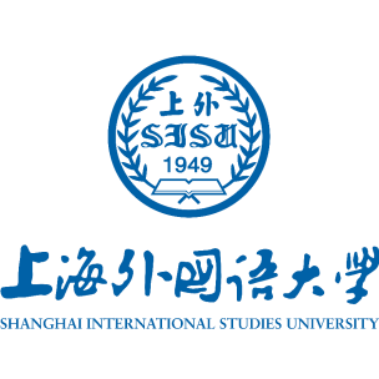 上外
SISU
1949
上海外国语大学
SHANGHAI INTERNATIONAL STUDIES UNIVERSITY